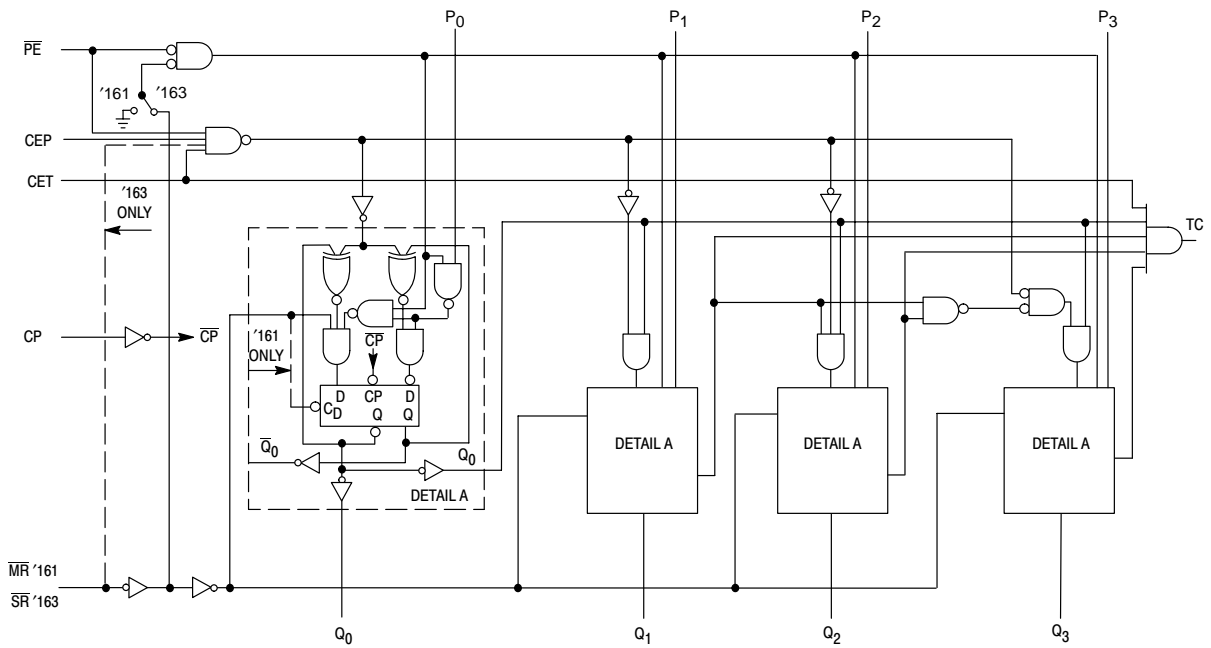 P0 P1 P2 P3
PE
'161 '163
CEP
CET
'163
ONLY
TC
CP CP
'161
ONLY
CP
D CP D
CD Q Q
Q0 Q0
DETAIL A
DETAIL A DETAIL A DETAIL A
MR '161
SR '163
Q0 Q1 Q2 Q3